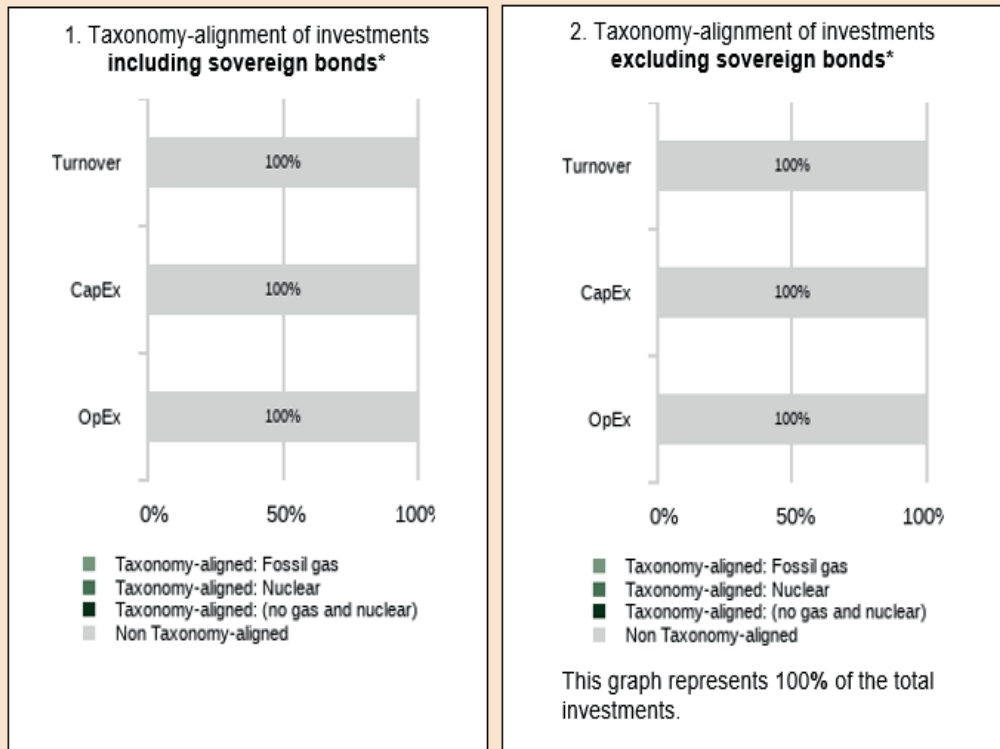 1. Taxonomy-alignment of investments
including sovereign bonds*
Turnover
100%
CapEx
100%
OpEx
100%
0%
50%
100%
Taxonomy-aligned: Fossil gas
Taxonomy-aligned: Nuclear
Taxonomy-aligned: (no gas and nuclear)
Non Taxonomy-aligned
2. Taxonomy-alignment of investments
excluding sovereign bonds*
Turnover
100%
CapEx
100%
OpEx
100%
0%
50%
100%
Taxonomy-aligned: Fossil gas
Taxonomy-aligned: Nuclear
Taxonomy-aligned: (no gas and nuclear)
Non Taxonomy-aligned
This graph represents 100% of the total
investments.